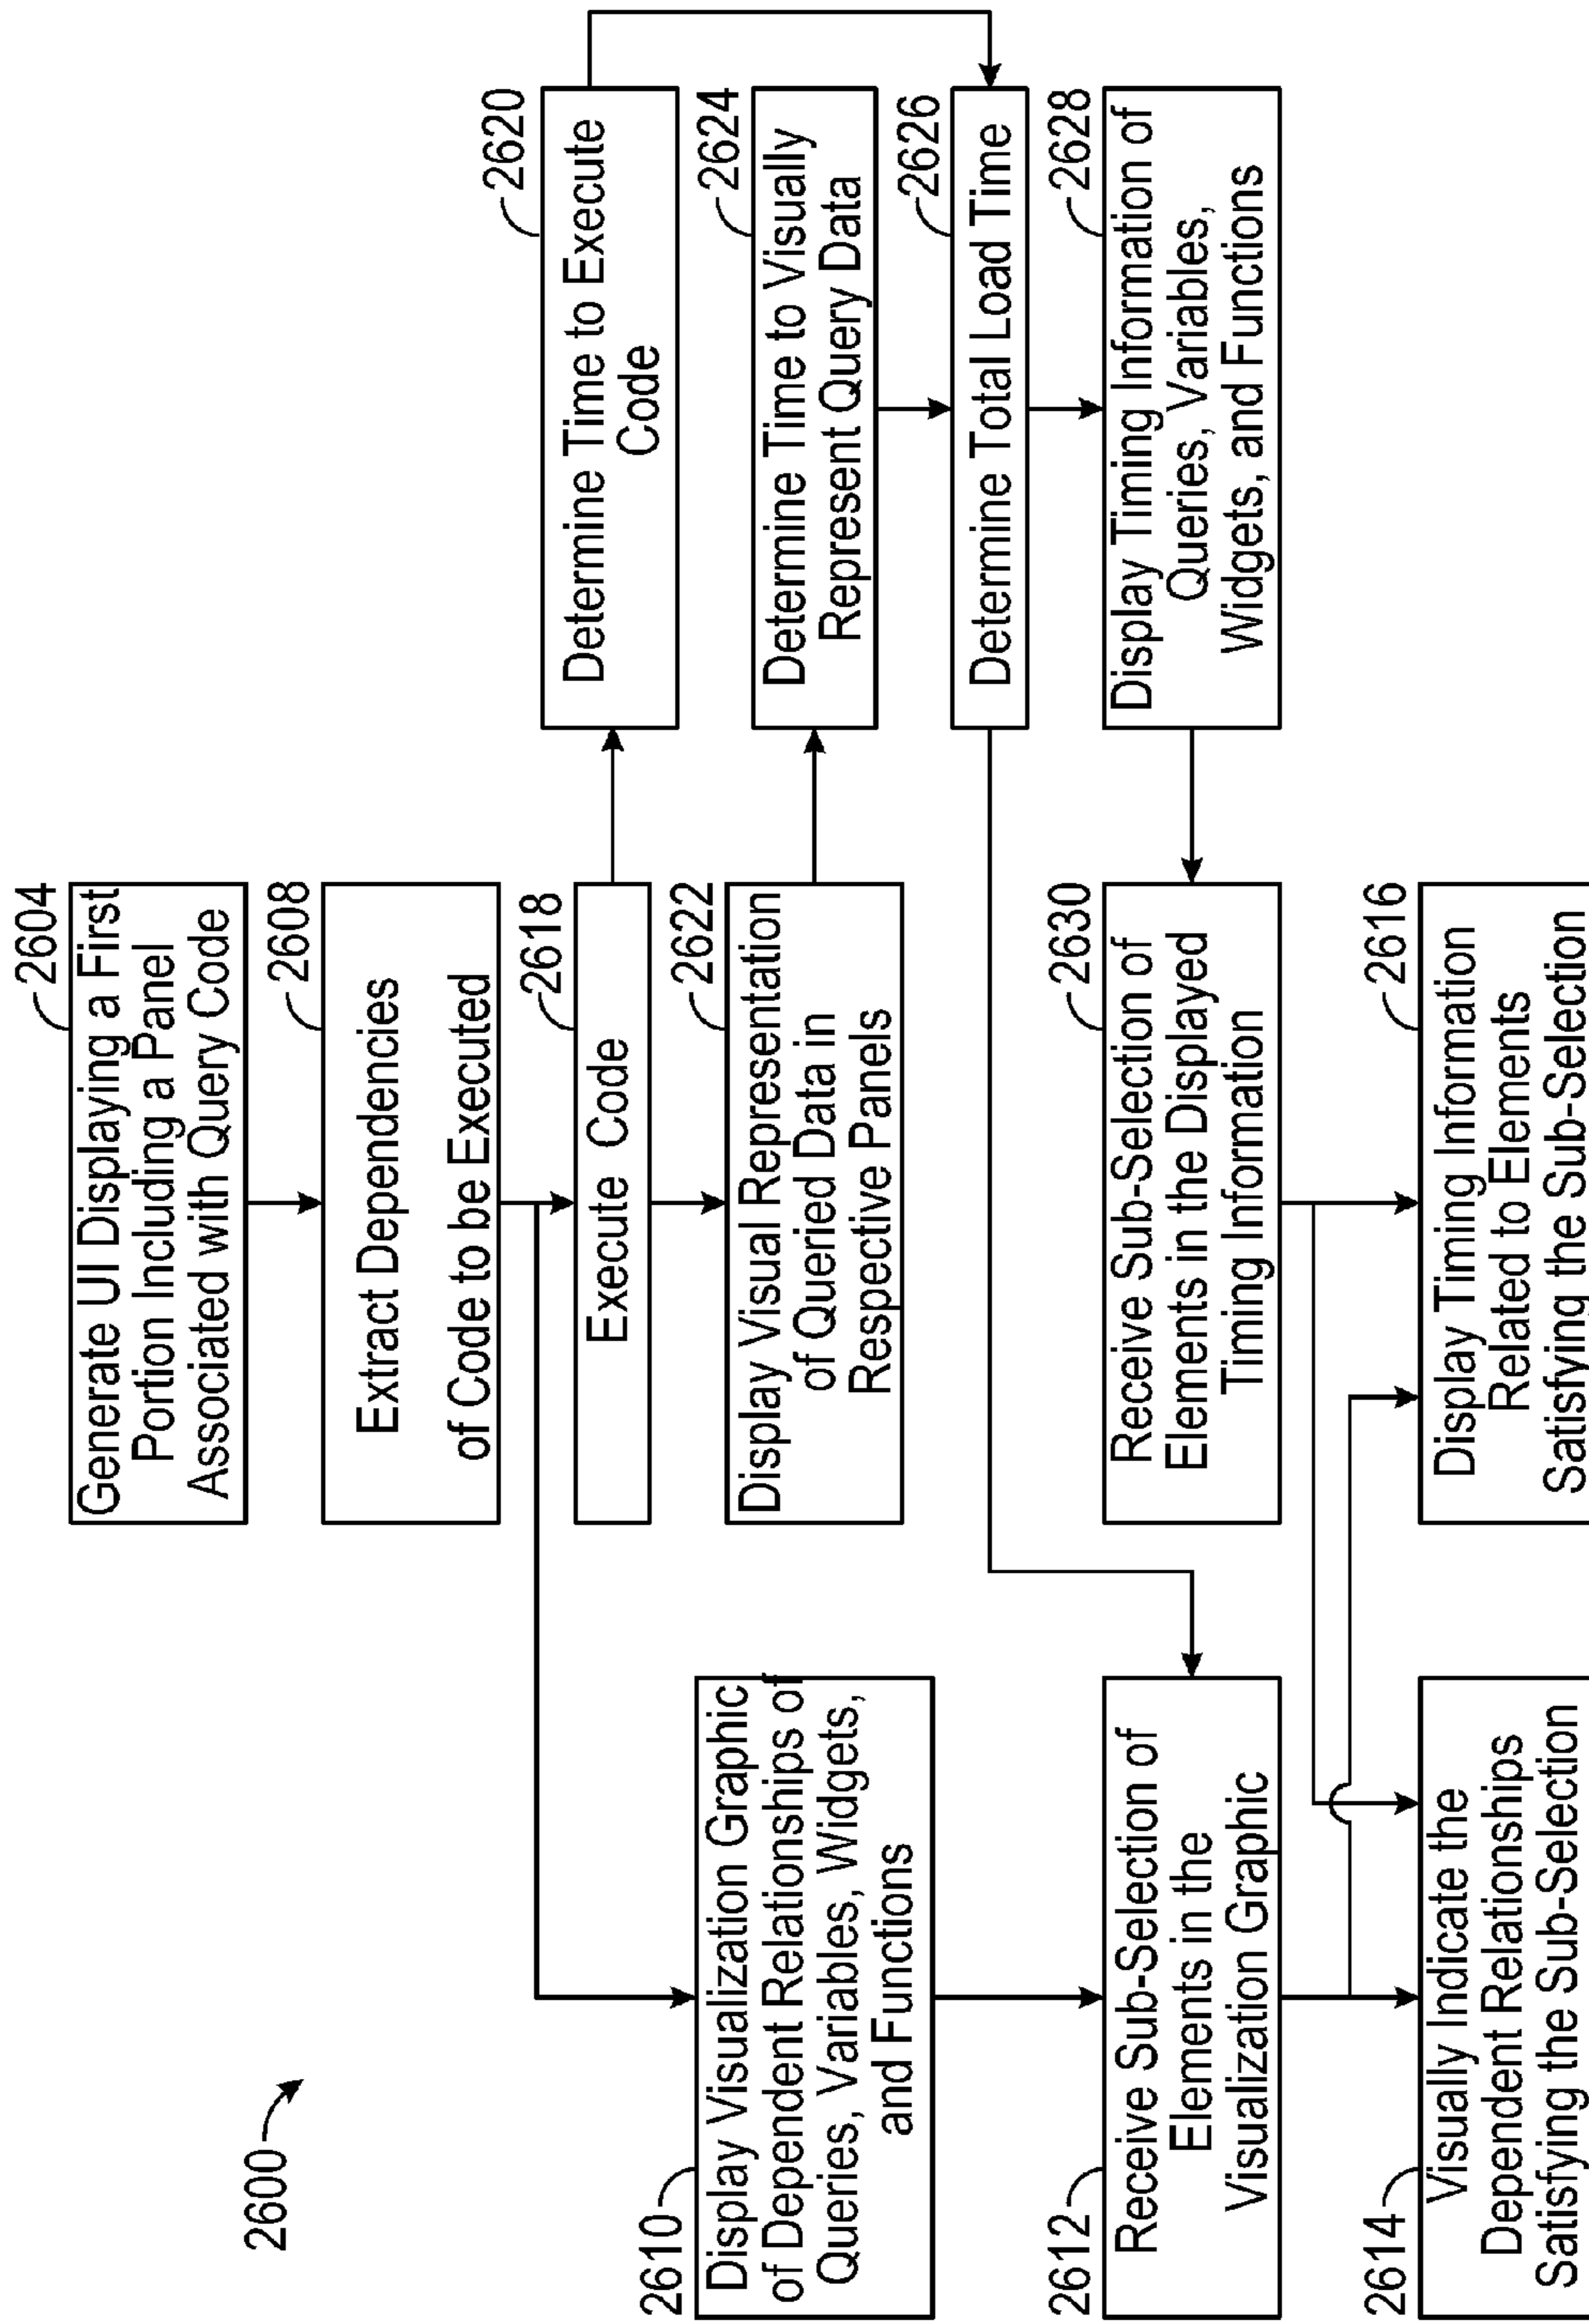 2600
2604
Generate UI Displaying a First
Portion Including a Panel
Associated with Query Code
2608
Extract Dependencies
of Code to be Executed
2618
Execute Code
2620
Determine Time to Execute
Code
2610
Display Visualization Graphic
of Dependent Relationships of
Queries, Variables, Widgets,
and Functions
2622
Display Visual Representation
of Queried Data in
Respective Panels
2624
Determine Time to Visually
Represent Query Data
2626
Determine Total Load Time
2612
Receive Sub-Selection of
Elements in the
Visualization Graphic
2630
Receive Sub-Selection of
Elements in the Displayed
Timing Information
2628
Display Timing Information of
Queries, Variables,
Widgets, and Functions
2614
Visually Indicate the
Dependent Relationships
Satisfying the Sub-Selection
2616
Display Timing Information
Related to Elements
Satisfying the Sub-Selection